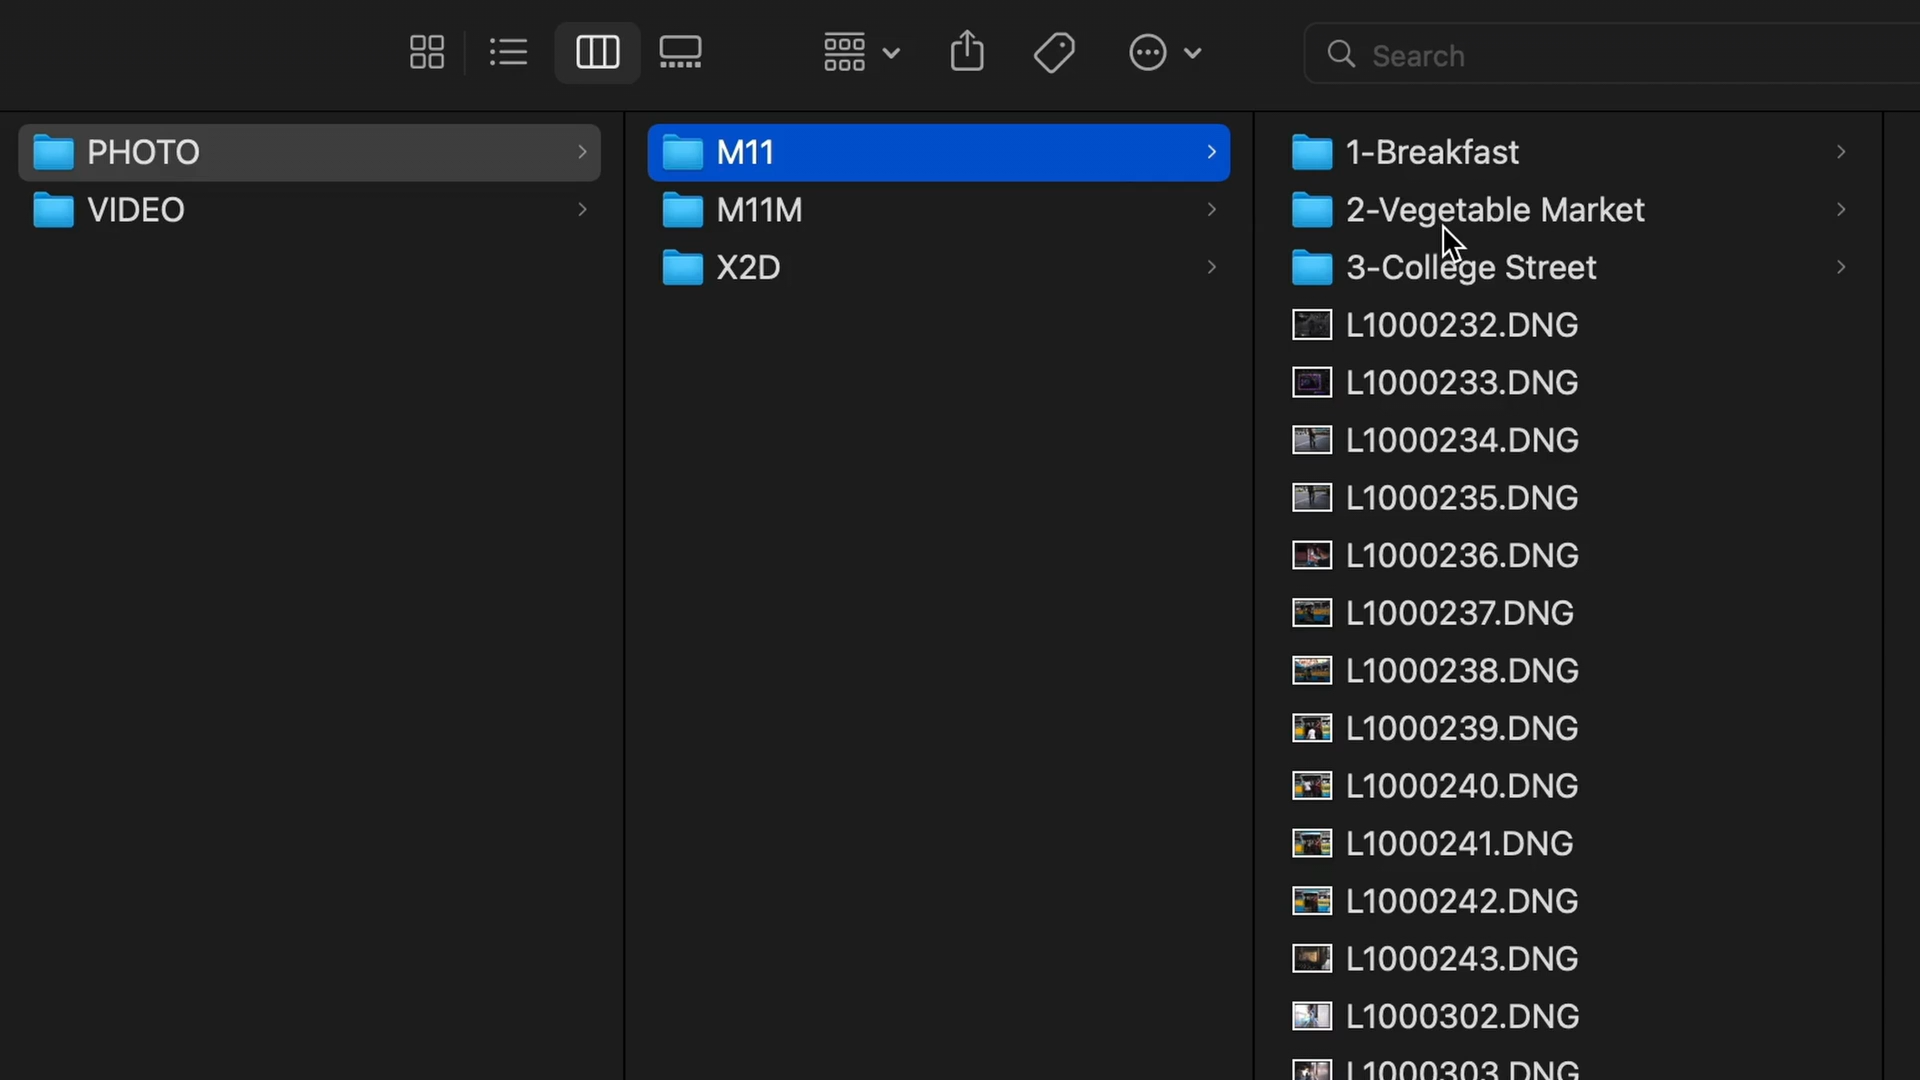 Search
PHOTO
VIDEO
M11
M11M
X2D
1-Breakfast
2-Vegetable Market
3-College Street
L1000232.DNG
L1000233.DNG
L1000234.DNG
L1000235.DNG
L1000236.DNG
L1000237.DNG
L1000238.DNG
L1000239.DNG
L1000240.DNG
L1000241.DNG
L1000242.DNG
L1000243.DNG
L1000302.DNG
L1000303.DNG